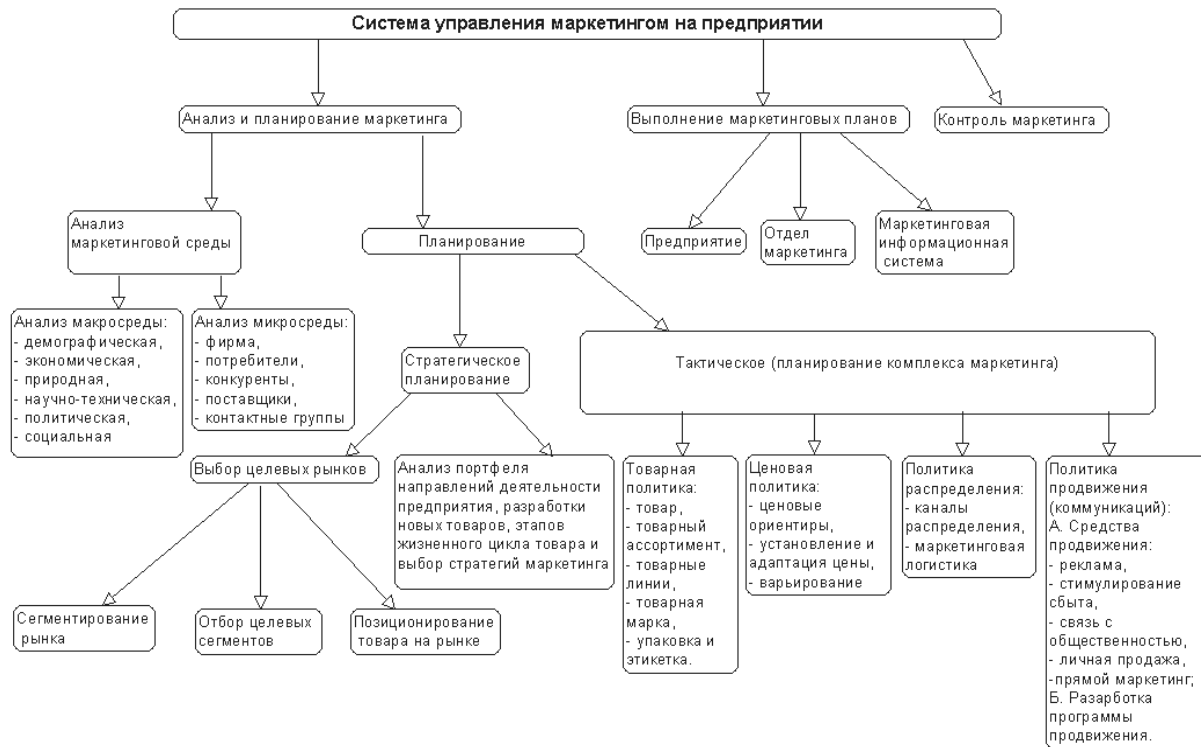 Система управления маркетингом на предприятии
Анализ и планирование маркетинга
Выполнение маркетинговых планов
Контроль маркетинга
Анализ
маркетинговой среды
Планирование
Предприятие
Отдел
маркетинга
Маркетинговая
информационная
система
Анализ макросреды:
- демографическая,
- экономическая,
- природная,
- научно-техническая,
- политическая,
- социальная
Анализ микросреды:
- фирма,
- потребители,
- конкуренты,
- поставщики,
- контактные группы
Стратегическое
планирование
Тактическое (планирование комплекса маркетинга)
Выбор целевых рынков
Анализ портфеля
направлений деятельности
предприятия, разработки
новых товаров, этапов
жизненного цикла товара и
выбор стратегий маркетинга
Товарная
политика:
- товар,
- товарный
ассортимент,
- товарные
линии,
- товарная
марка,
- упаковка и
этикетка.
Ценовая
политика:
- ценовые
ориентиры,
- установление и
адаптация цены,
- варьирование
Политика
распределения:
- каналы
распределения,
- маркетинговая
логистика
Политика
продвижения
(коммуникаций):
А. Средства
продвижения:
- реклама,
- стимулирование
сбыта,
- связь с
общественностью,
- личная продажа,
-прямой маркетинг;
Б. Разарботка
программы
продвижения.
Сегментирование
рынка
Отбор целевых
сегментов
Позиционирование
товара на рынке